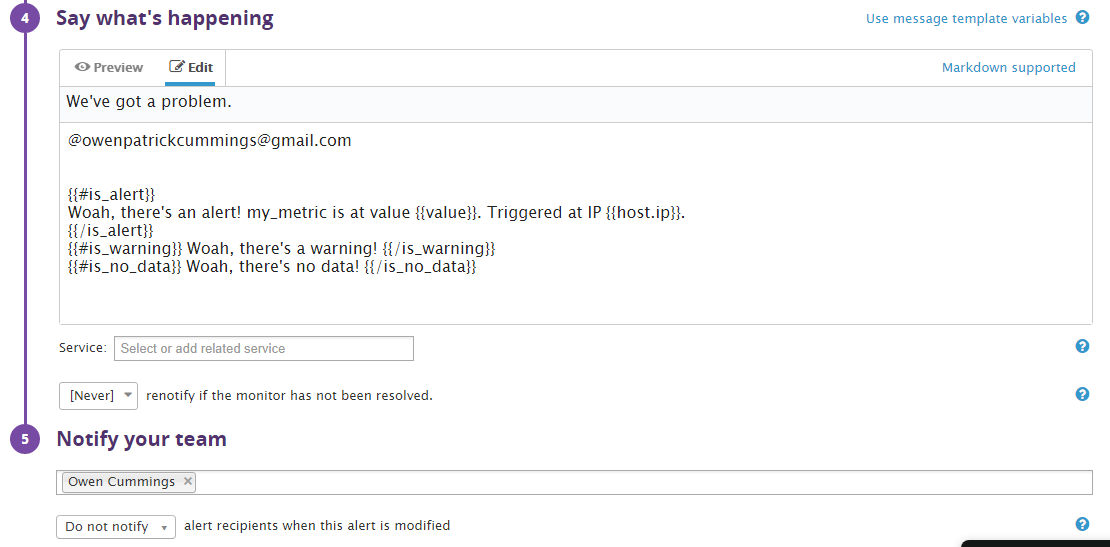 4 Say what's happening Use message template variables ?
Preview Edit Markdown supported
We've got a problem.
@owenpatrickcummings@gmail.com
{{#is_alert}}
Woah, there's an alert! my_metric is at value {{value}}. Triggered at IP {{host.ip}}.
{{/is_alert}}
{{#is_warning}} Woah, there's a warning! {{/is_warning}}
{{#is_no_data}} Woah, there's no data! {{/is_no_data}}
Service: Select or add related service ?
[Never] renotify if the monitor has not been resolved. ?
5 Notify your team
Owen Cummings ×
Do not notify alert recipients when this alert is modified ?